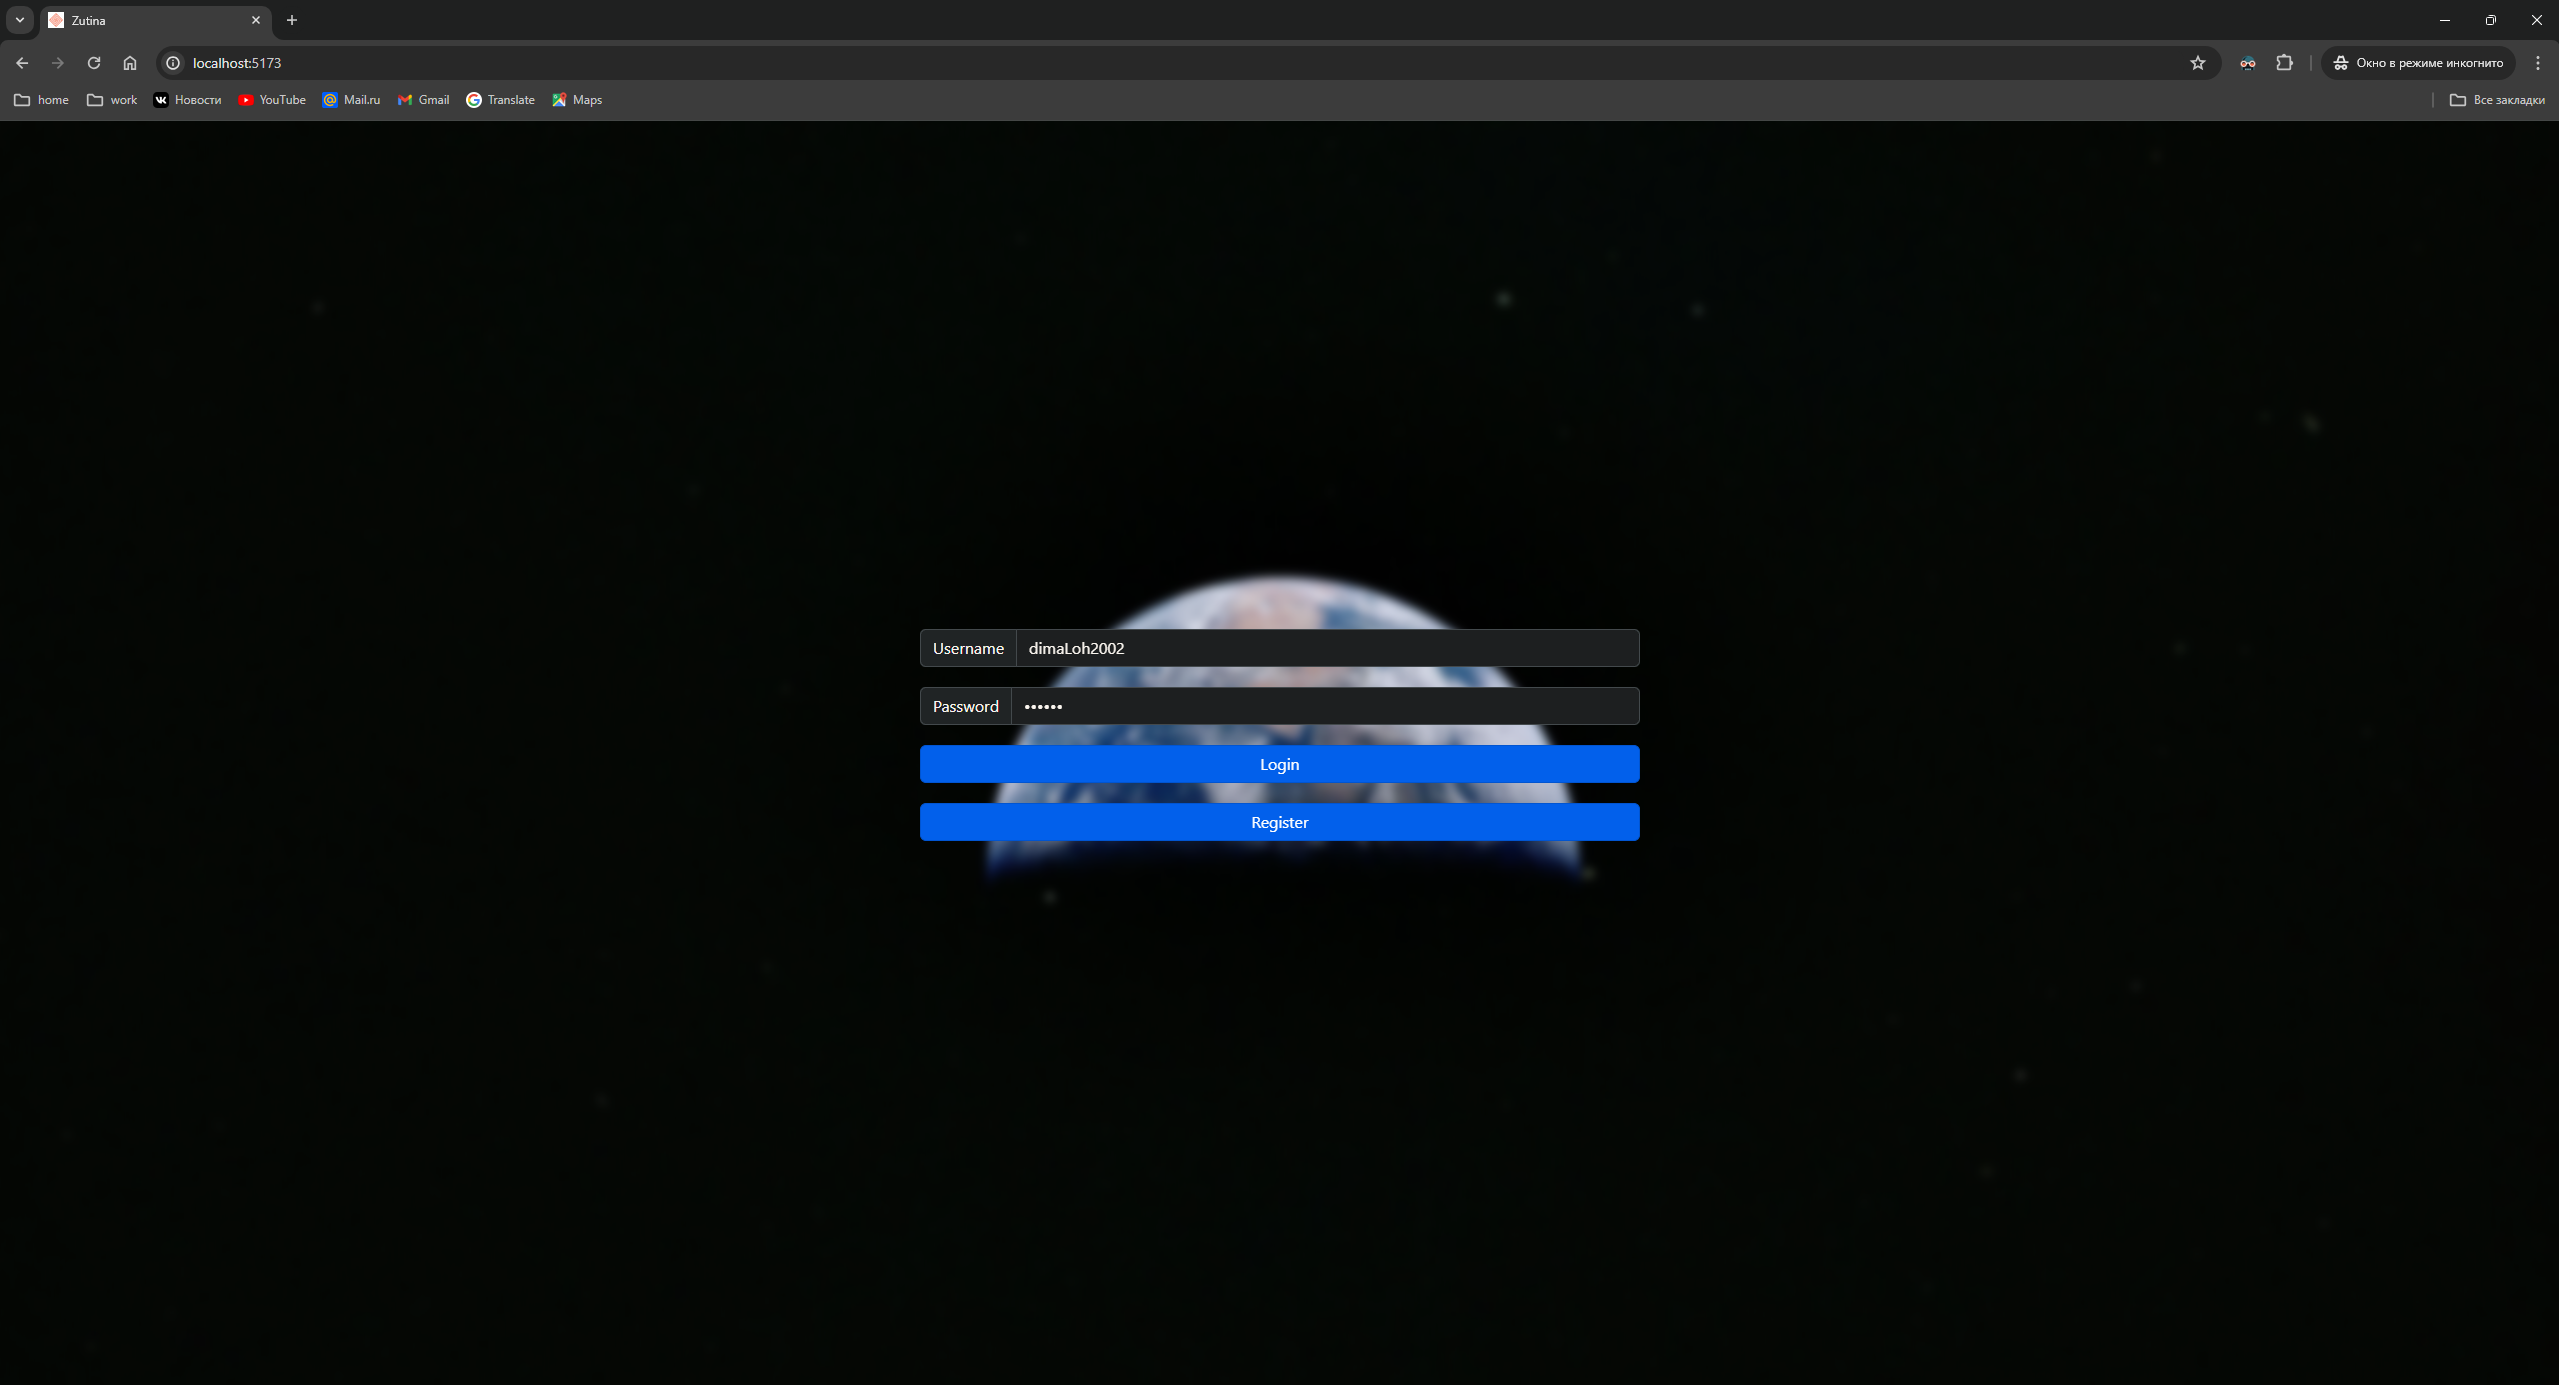 Zutina
localhost:5173
Окно в режиме инкогнито
home work Новости YouTube Mail.ru Gmail Translate Maps
Все закладки
Username dimaLoh2002
Password ••••••
Login
Register